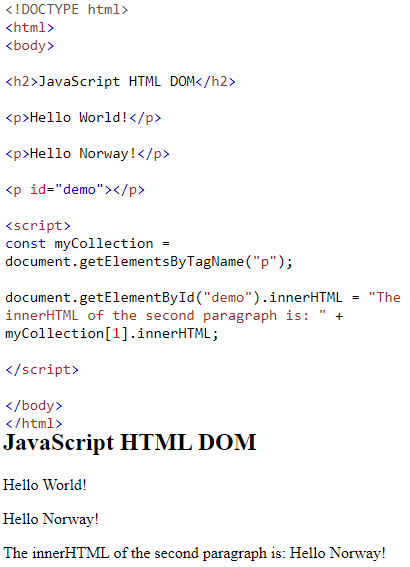 <!DOCTYPE html>
<html>
<body>
<h2>JavaScript HTML DOM</h2>
<p>Hello World!</p>
<p>Hello Norway!</p>
<p id="demo"></p>
<script>
const myCollection =
document.getElementsByTagName("p");
document.getElementById("demo").innerHTML = "The
innerHTML of the second paragraph is: " +
myCollection[1].innerHTML;
</script>
</body>
</html>
JavaScript HTML DOM
Hello World!
Hello Norway!
The innerHTML of the second paragraph is: Hello Norway!